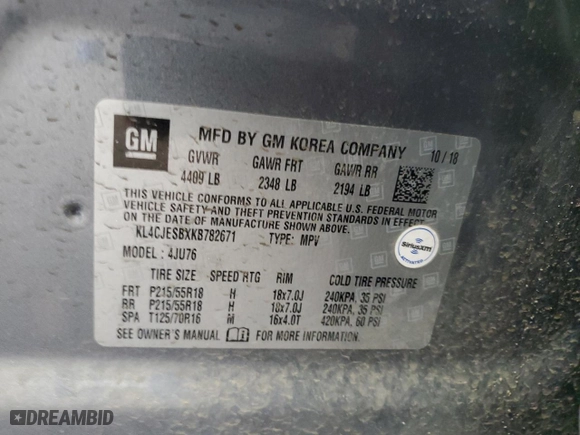 GM
MFD BY GM KOREA COMPANY 10/18
GVWR GAWR FRT GAWR RR
4409 LB 2348 LB 2194 LB
THIS VEHICLE CONFORMS TO ALL APPLICABLE U.S. FEDERAL MOTOR
VEHICLE SAFETY AND THEFT PREVENTION STANDARDS IN EFFECT
ON THE DATE OF MANUFACTURE SHOWN ABOVE.
KL4CJESBXKB782671 TYPE: MPV
MODEL: 4JU76
TIRE SIZE SPEED RTG RIM COLD TIRE PRESSURE
FRT P215/55R18 H 18x7.0J 240KPA, 35 PSI
RR P215/55R18 H 18x7.0J 240KPA, 35 PSI
SPA T125/70R16 M 16x4.0T 420KPA, 60 PSI
SEE OWNER'S MANUAL FOR MORE INFORMATION.
SiriusXM
ACTIVATED
DREAMBID